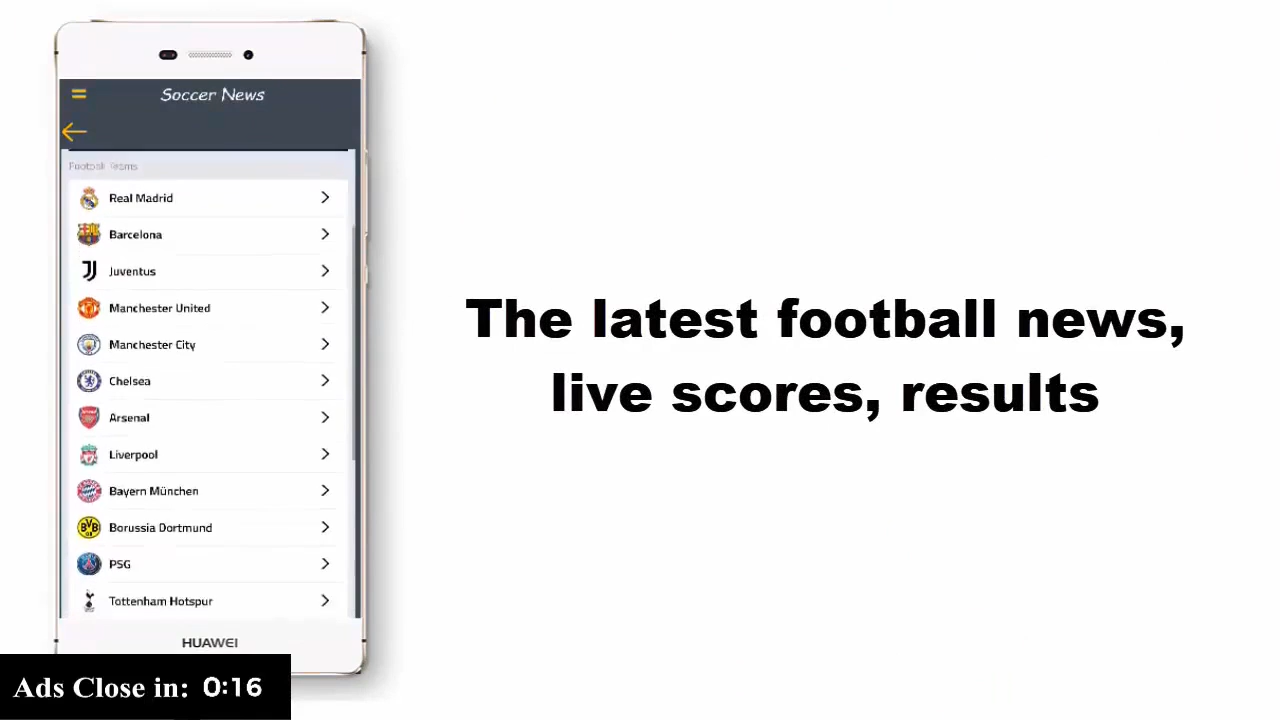 Soccer News
Football Teams
Real Madrid
Barcelona
Juventus
Manchester United
Manchester City
Chelsea
Arsenal
Liverpool
Bayern München
Borussia Dortmund
PSG
Tottenham Hotspur
HUAWEI
The latest football news,
live scores, results
Ads Close in: 0:16